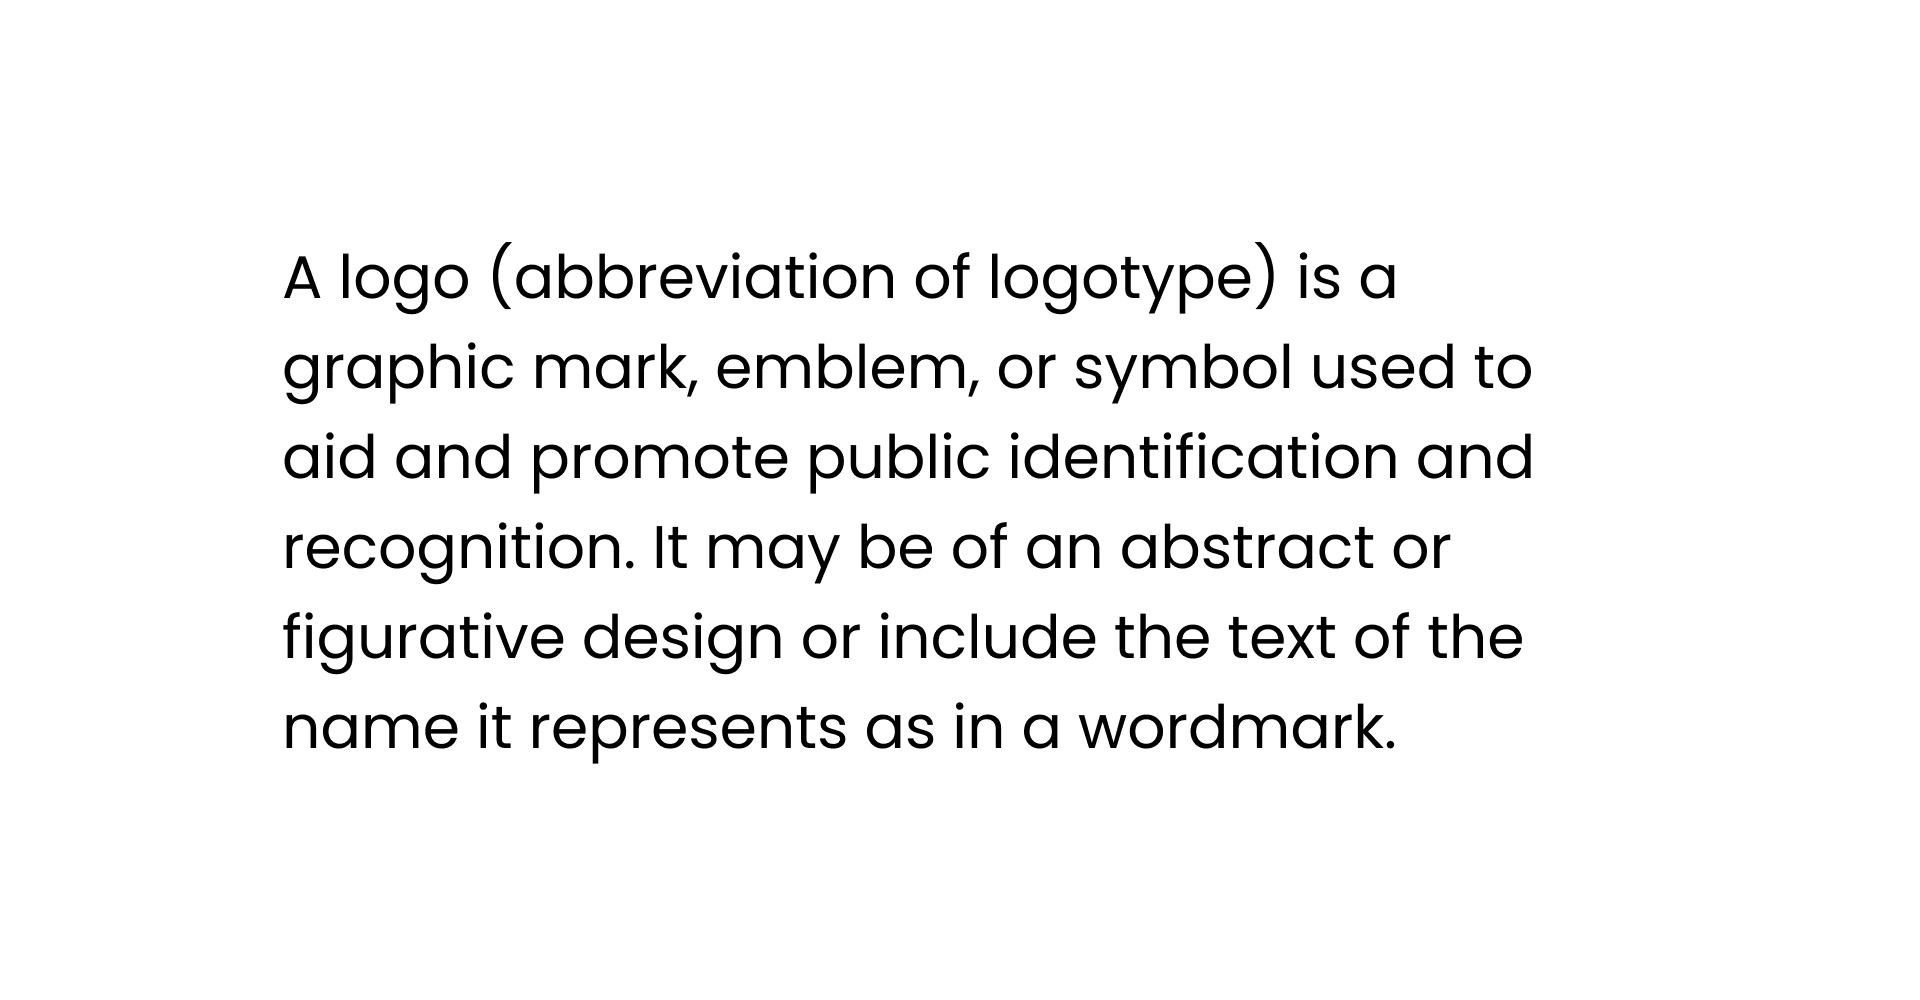 A logo (abbreviation of logotype) is a
graphic mark, emblem, or symbol used to
aid and promote public identification and
recognition. It may be of an abstract or
figurative design or include the text of the
name it represents as in a wordmark.